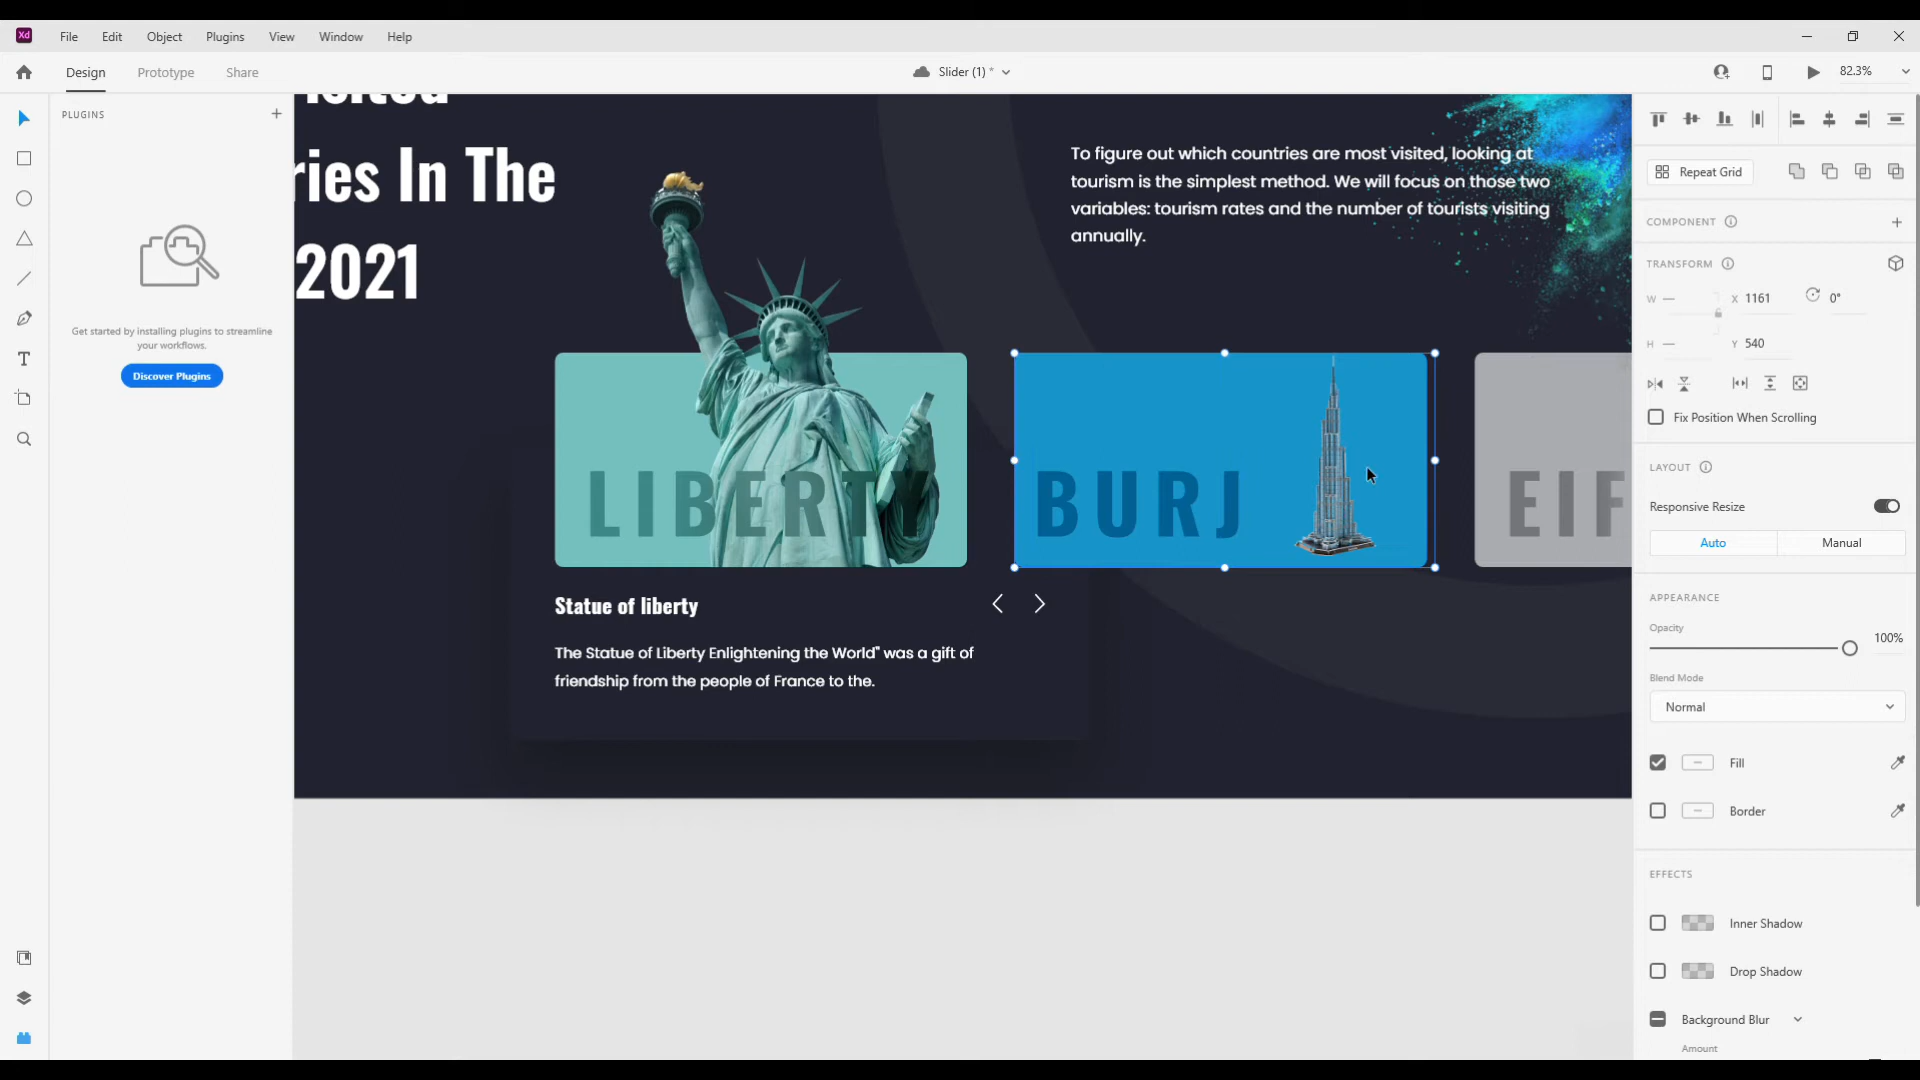 Xd File Edit Object Plugins View Window Help
Design Prototype Share Slider (1) * 82.3%
PLUGINS +
Get started by installing plugins to streamline
your workflows.
Discover Plugins
ries In The
2021
To figure out which countries are most visited, looking at
tourism is the simplest method. We will focus on those two
variables: tourism rates and the number of tourists visiting
annually.
LIBERTY
BURJ
EIF
Statue of liberty
The Statue of Liberty Enlightening the World" was a gift of
friendship from the people of France to the.
Repeat Grid
COMPONENT
TRANSFORM
W — X 1161 0°
H — Y 540
Fix Position When Scrolling
LAYOUT
Responsive Resize
Auto Manual
APPEARANCE
Opacity
100%
Blend Mode
Normal
Fill
Border
EFFECTS
Inner Shadow
Drop Shadow
Background Blur
Amount